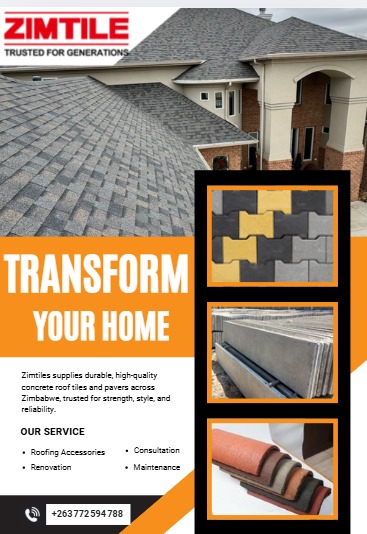 ZIMTILE
TRUSTED FOR GENERATIONS
TRANSFORM
YOUR HOME
Zimtiles supplies durable, high-quality
concrete roof tiles and pavers across
Zimbabwe, trusted for strength, style, and
reliability.
OUR SERVICE
• Roofing Accessories
• Renovation
• Consultation
• Maintenance
+263772594788